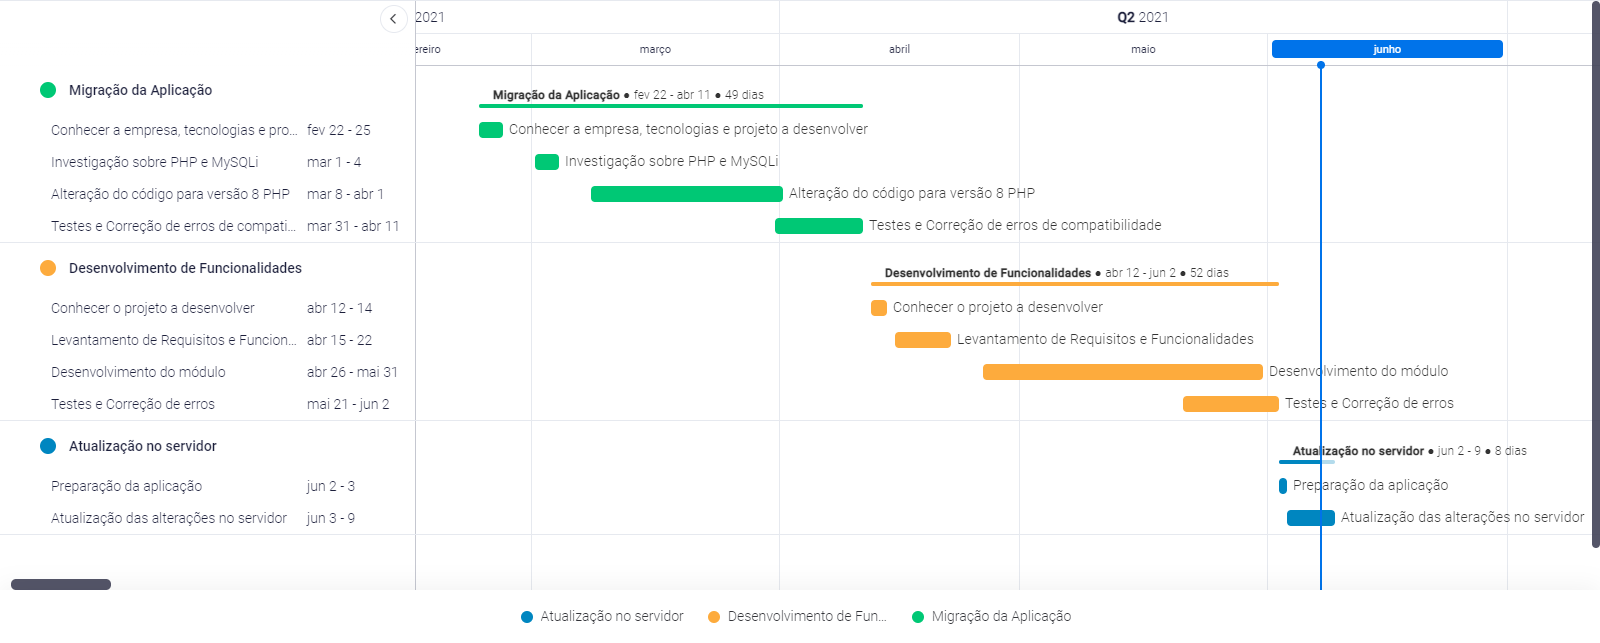 2021
Q2 2021
ereiro
março
abril
maio
junho
Migração da Aplicação
Migração da Aplicação ● fev 22 - abr 11 ● 49 dias
Conhecer a empresa, tecnologias e pro... fev 22 - 25
Conhecer a empresa, tecnologias e projeto a desenvolver
Investigação sobre PHP e MySQLi mar 1 - 4
Investigação sobre PHP e MySQLi
Alteração do código para versão 8 PHP mar 8 - abr 1
Alteração do código para versão 8 PHP
Testes e Correção de erros de compati... mar 31 - abr 11
Testes e Correção de erros de compatibilidade
Desenvolvimento de Funcionalidades
Desenvolvimento de Funcionalidades ● abr 12 - jun 2 ● 52 dias
Conhecer o projeto a desenvolver abr 12 - 14
Conhecer o projeto a desenvolver
Levantamento de Requisitos e Funcion... abr 15 - 22
Levantamento de Requisitos e Funcionalidades
Desenvolvimento do módulo abr 26 - mai 31
Desenvolvimento do módulo
Testes e Correção de erros mai 21 - jun 2
Testes e Correção de erros
Atualização no servidor
Atualização no servidor ● jun 2 - 9 ● 8 dias
Preparação da aplicação jun 2 - 3
Preparação da aplicação
Atualização das alterações no servidor jun 3 - 9
Atualização das alterações no servidor
Atualização no servidor
Desenvolvimento de Fun...
Migração da Aplicação